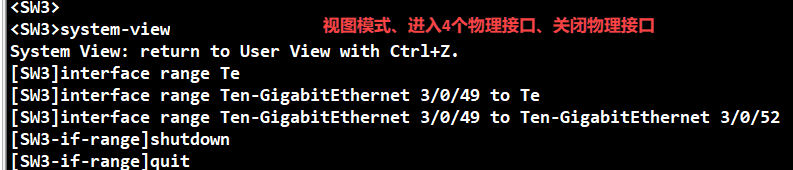 <SW3>
<SW3>system-view
视图模式、进入4个物理接口、关闭物理接口
System View: return to User View with Ctrl+Z.
[SW3]interface range Te
[SW3]interface range Ten-GigabitEthernet 3/0/49 to Te
[SW3]interface range Ten-GigabitEthernet 3/0/49 to Ten-GigabitEthernet 3/0/52
[SW3-if-range]shutdown
[SW3-if-range]quit